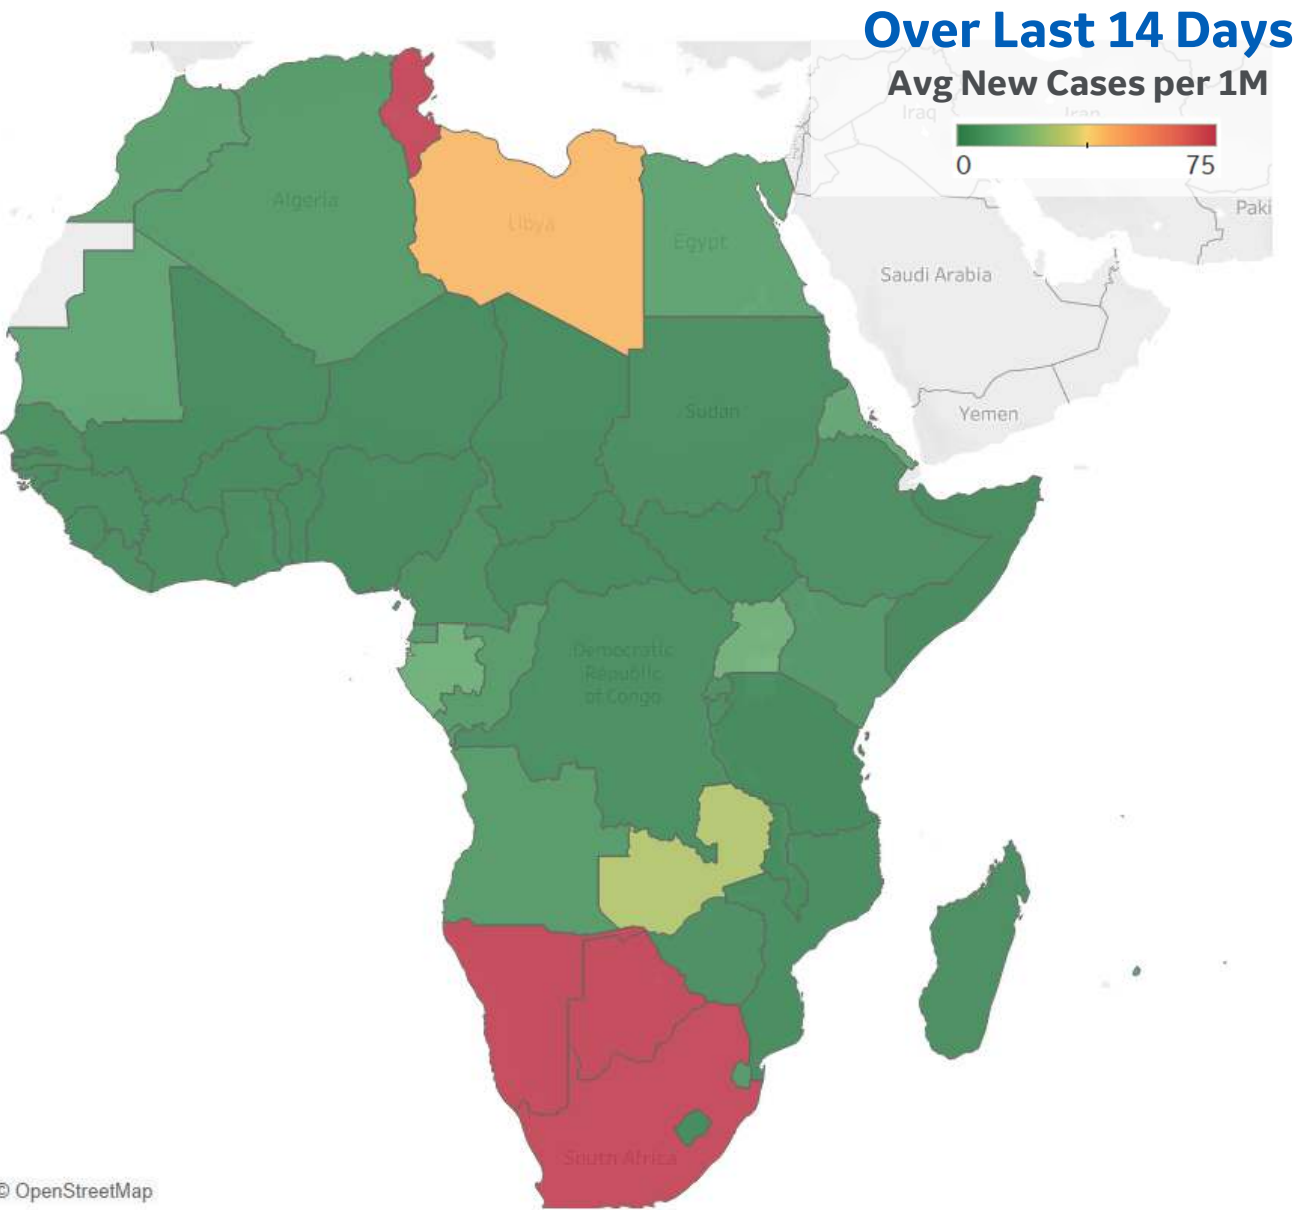 Over Last 14 Days
Avg New Cases per 1M
Iraq
Iran
0
75
Algeria
Libya
Egypt
Paki
Saudi Arabia
Sudan
Yemen
Democratic
Republic
of Congo
South Africa
© OpenStreetMap